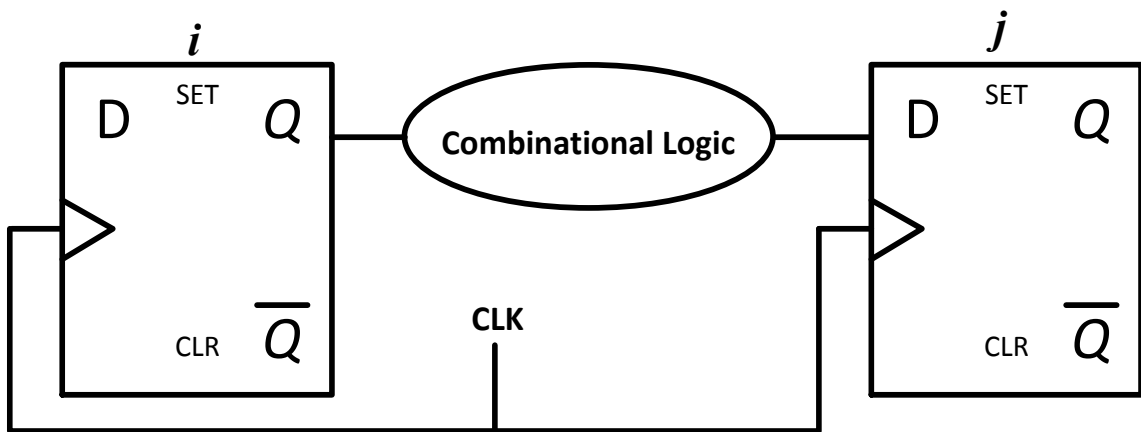 i
j
D SET Q
Combinational Logic
D SET Q
CLK
CLR Q̅
CLR Q̅